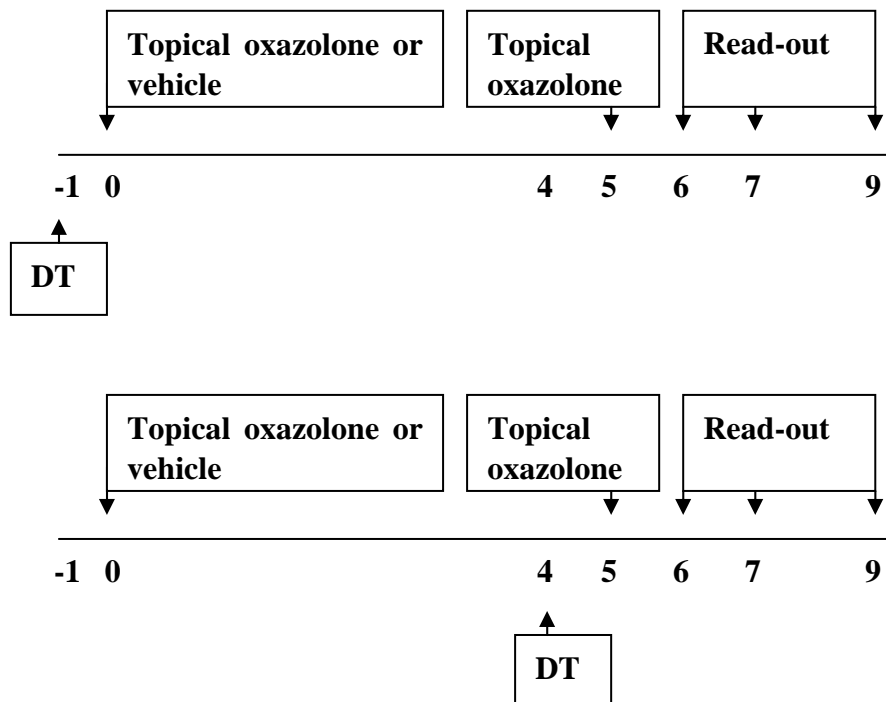 Topical oxazolone or
vehicle
Topical
oxazolone
Read-out
-1 0 4 5 6 7 9
DT
Topical oxazolone or
vehicle
Topical
oxazolone
Read-out
-1 0 4 5 6 7 9
DT